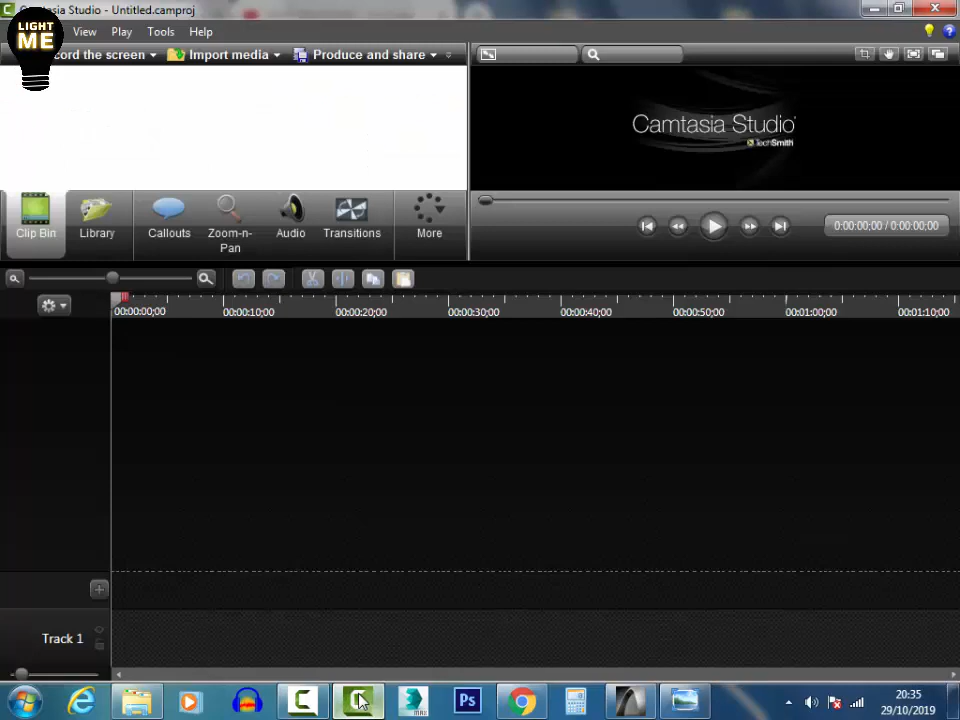 Camtasia Studio - Untitled.camproj
LIGHT
ME
View Play Tools Help
cord the screen Import media Produce and share
Camtasia Studio
TechSmith
Clip Bin Library Callouts Zoom-n-Pan Audio Transitions More
0:00:00;00 / 0:00:00;00
00:00:00;00 00:00:10;00 00:00:20;00 00:00:30;00 00:00:40;00 00:00:50;00 00:01:00;00 00:01:10;00
Track 1
MAX
Ps
20:35
29/10/2019